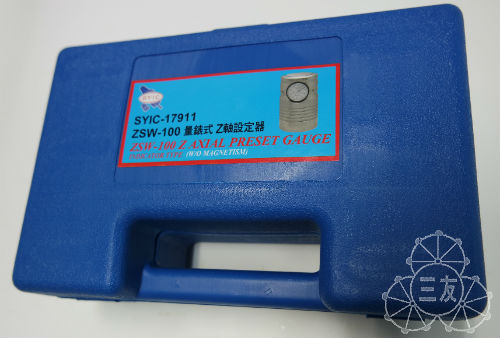 SYIC
SYIC-17911
ZSW-100 量錶式 Z軸設定器
ZSW-100 Z AXIAL PRESET GAUGE
INDICATOR TYPE (W/O MAGNETISM)
三友